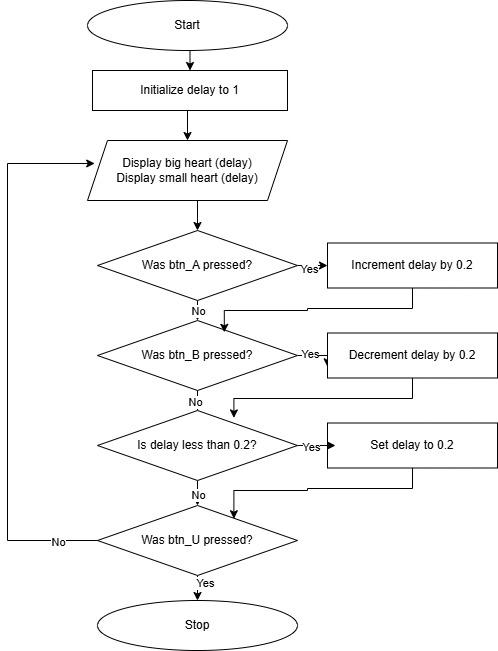 Start
Initialize delay to 1
Display big heart (delay)
Display small heart (delay)
Was btn_A pressed?
Yes
Increment delay by 0.2
No
Was btn_B pressed?
Yes
Decrement delay by 0.2
No
Is delay less than 0.2?
Yes
Set delay to 0.2
No
Was btn_U pressed?
No
Yes
Stop